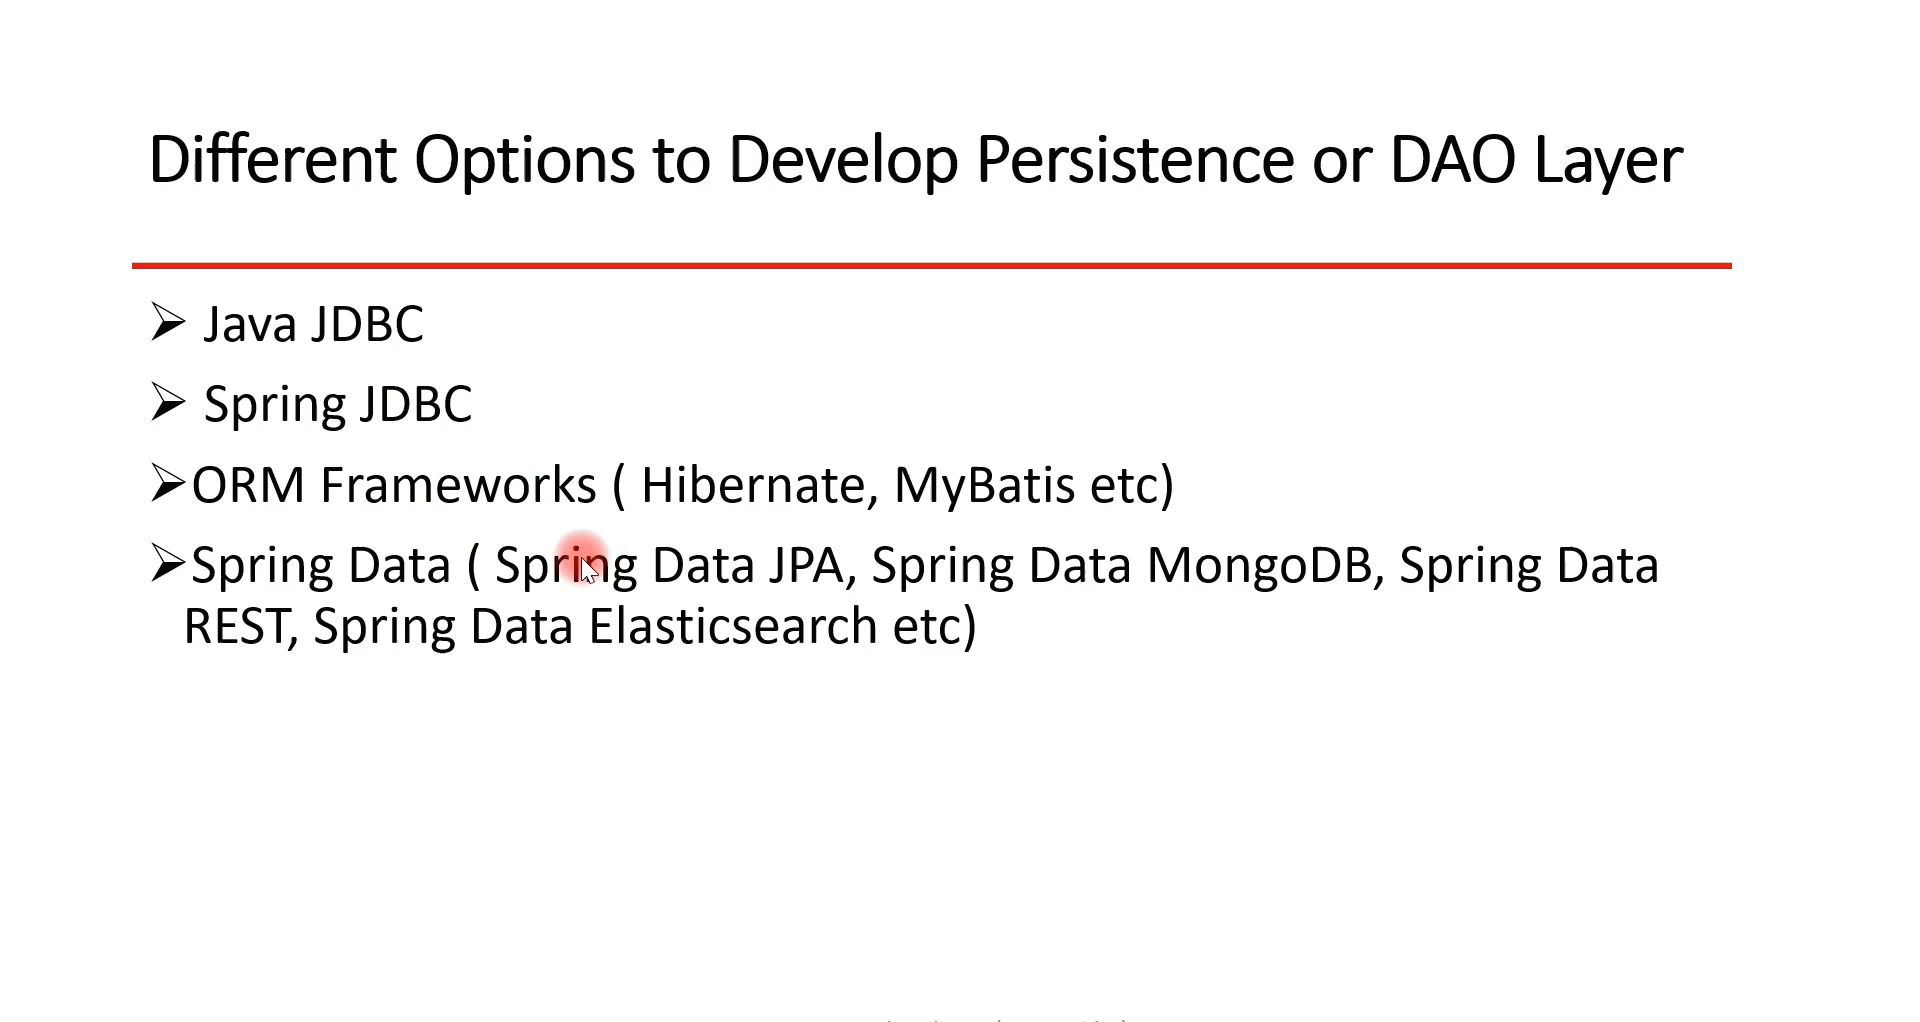 Different Options to Develop Persistence or DAO Layer
Java JDBC
Spring JDBC
ORM Frameworks ( Hibernate, MyBatis etc)
Spring Data ( Spring Data JPA, Spring Data MongoDB, Spring Data
REST, Spring Data Elasticsearch etc)